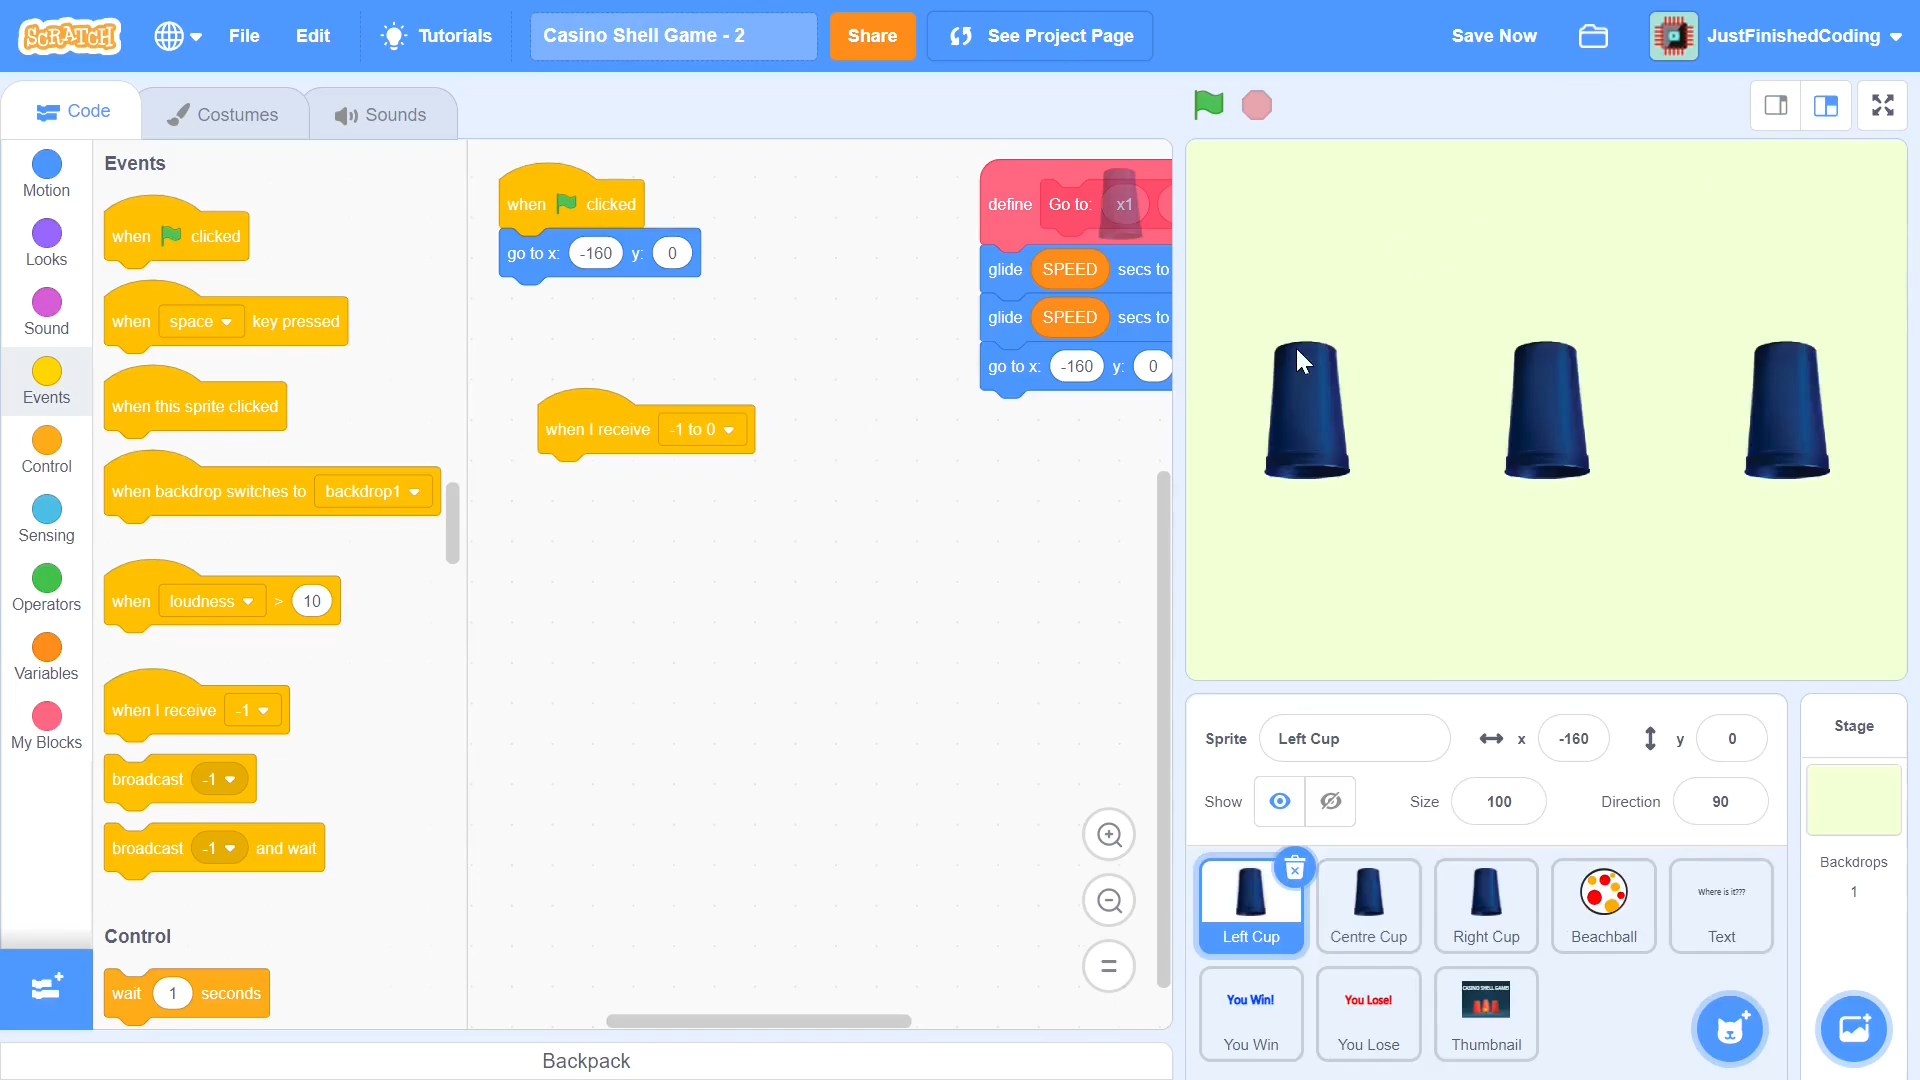 SCRATCH
File
Edit
Tutorials
Casino Shell Game - 2
Share
See Project Page
Save Now
JustFinishedCoding
Code
Costumes
Sounds
Motion
Looks
Sound
Events
Control
Sensing
Operators
Variables
My Blocks
Events
when clicked
when space key pressed
when this sprite clicked
when backdrop switches to backdrop1
when loudness > 10
when I receive -1
broadcast -1
broadcast -1 and wait
Control
wait 1 seconds
when clicked
go to x: -160 y: 0
when I receive -1 to 0
define Go to: x1
glide SPEED secs to
glide SPEED secs to
go to x: -160 y: 0
Backpack
Sprite Left Cup x -160 y 0
Show Size 100 Direction 90
Left Cup
Centre Cup
Right Cup
Beachball
Where is it???
Text
You Win!
You Win
You Lose!
You Lose
CASINO SHELL GAME!
Thumbnail
Stage
Backdrops
1